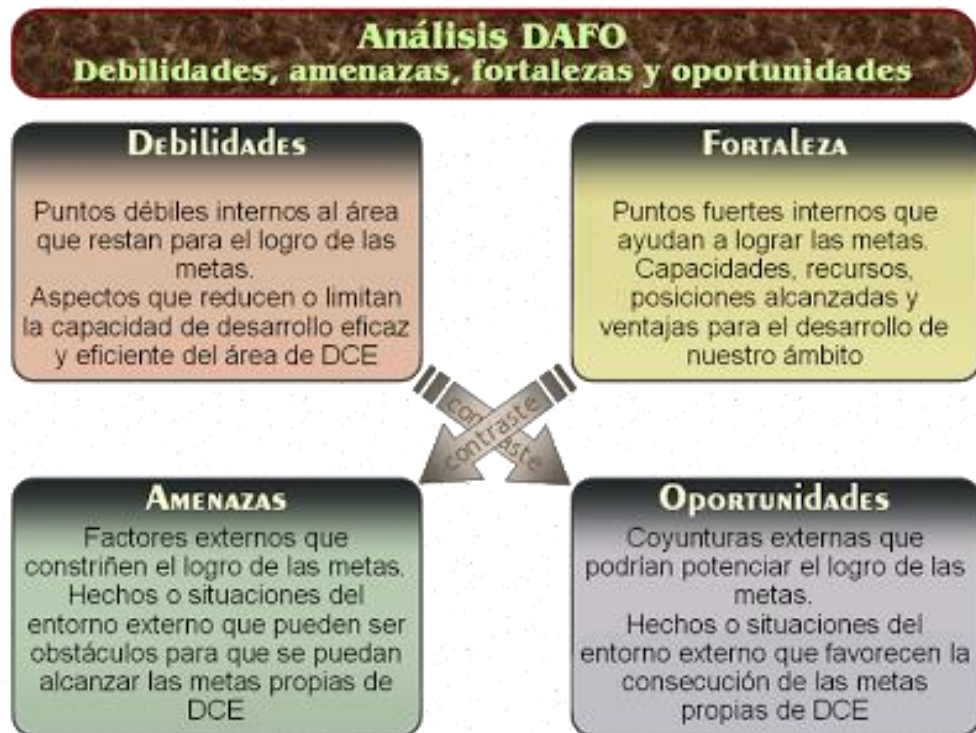 Análisis DAFO
Debilidades, amenazas, fortalezas y oportunidades
Debilidades
Puntos débiles internos al área
que restan para el logro de las
metas.
Aspectos que reducen o limitan
la capacidad de desarrollo eficaz
y eficiente del área de DCE
Fortaleza
Puntos fuertes internos que
ayudan a lograr las metas.
Capacidades, recursos,
posiciones alcanzadas y
ventajas para el desarrollo de
nuestro ámbito
contraste
contraste
Amenazas
Factores externos que
constriñen el logro de las metas.
Hechos o situaciones del
entorno externo que pueden ser
obstáculos para que se puedan
alcanzar las metas propias de
DCE
Oportunidades
Coyunturas externas que
podrían potenciar el logro de las
metas.
Hechos o situaciones del
entorno externo que favorecen la
consecución de las metas
propias de DCE